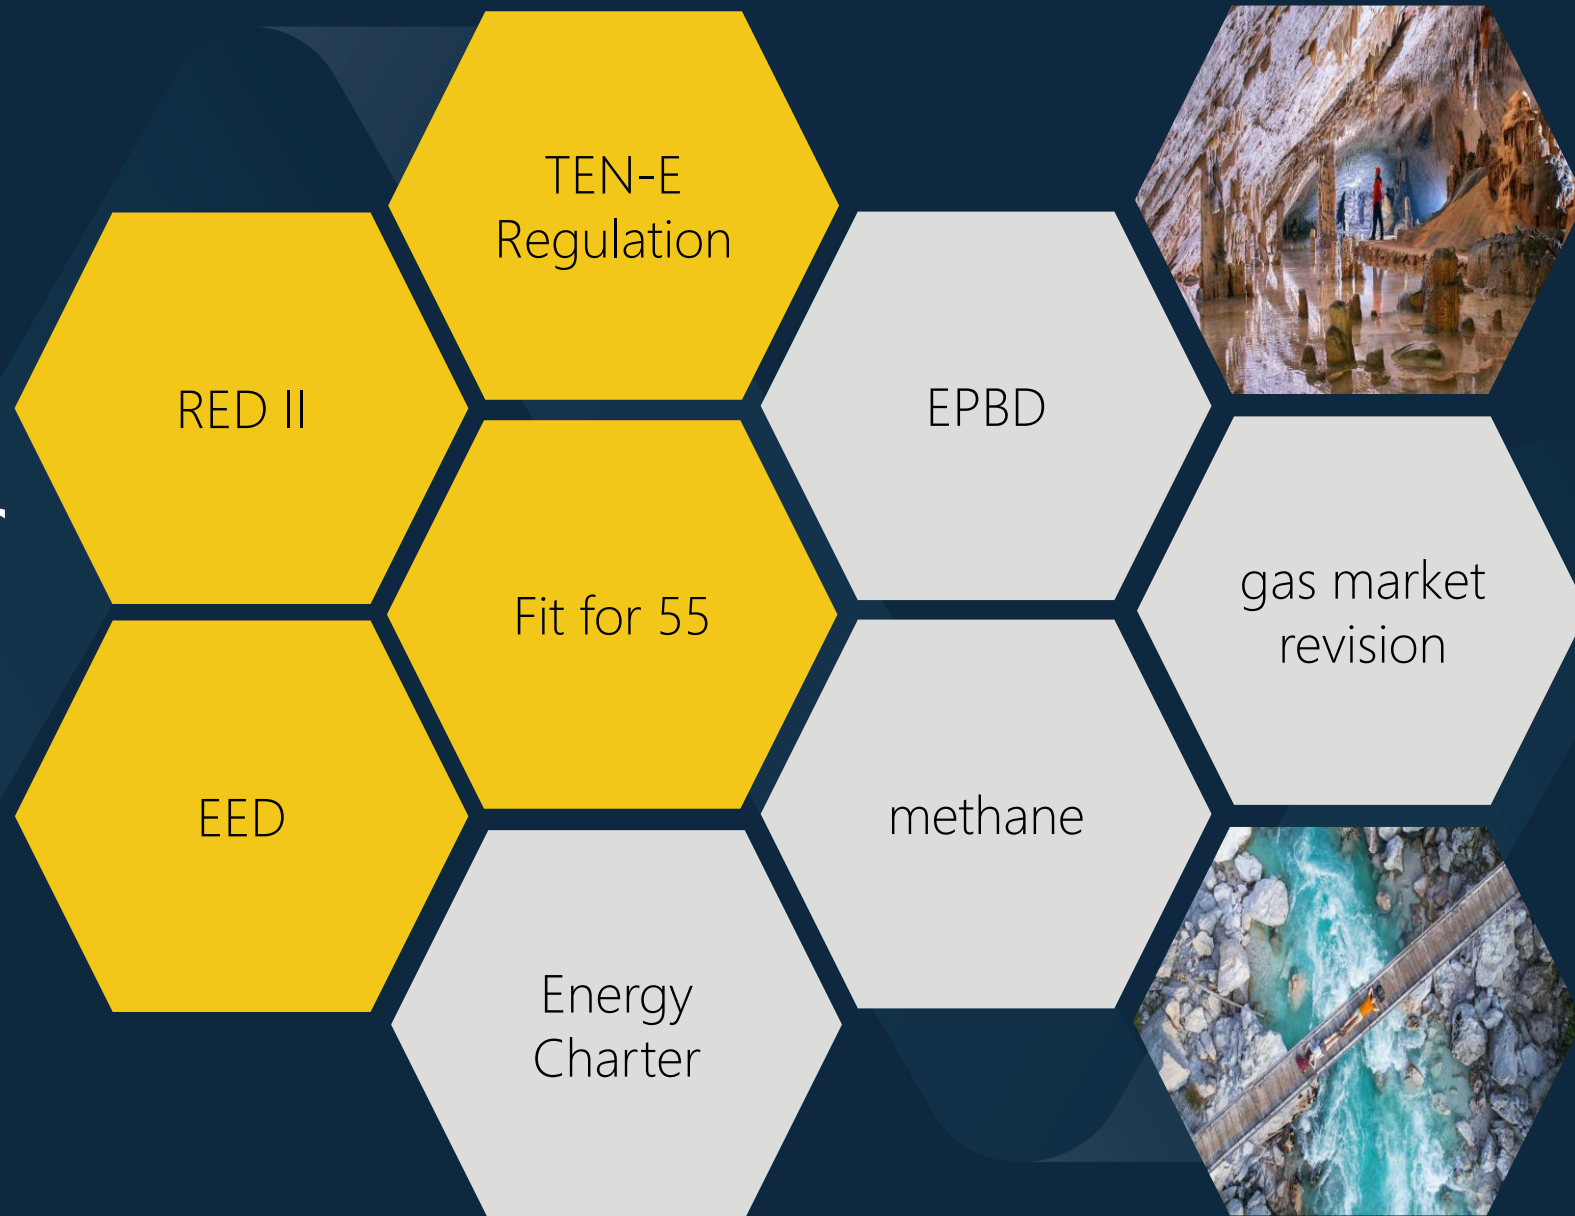 TEN-E
Regulation
RED II
EPBD
Fit for 55
gas market
revision
EED
methane
Energy
Charter